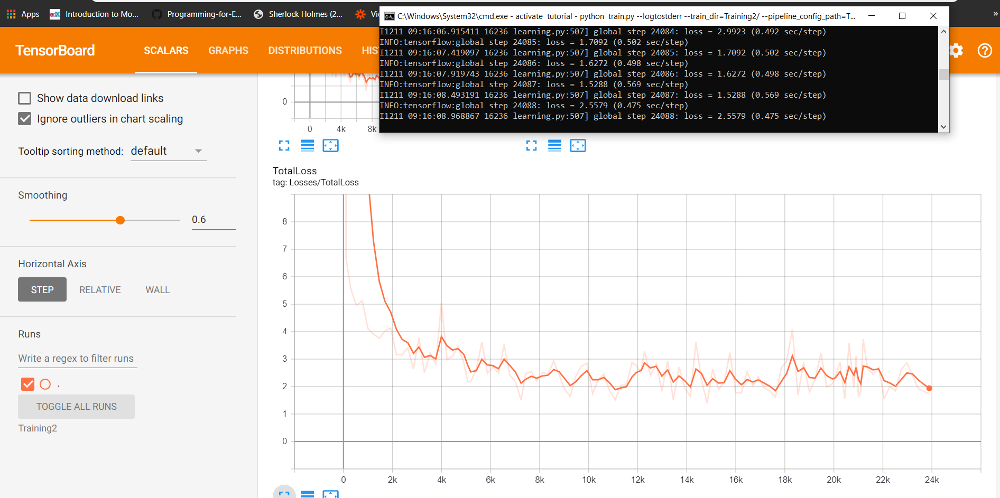 Apps
Introduction to Mo...
Programming-for-E...
Sherlock Holmes (2...
»
C:\Windows\System32\cmd.exe - activate tutorial - python train.py --logtostderr --train_dir=Training2/ --pipeline_config_path=T...
I1211 09:16:06.915411 16236 learning.py:507] global step 24084: loss = 2.9923 (0.492 sec/step)
INFO:tensorflow:global step 24085: loss = 1.7092 (0.502 sec/step)
I1211 09:16:07.419097 16236 learning.py:507] global step 24085: loss = 1.7092 (0.502 sec/step)
INFO:tensorflow:global step 24086: loss = 1.6272 (0.498 sec/step)
I1211 09:16:07.919743 16236 learning.py:507] global step 24086: loss = 1.6272 (0.498 sec/step)
INFO:tensorflow:global step 24087: loss = 1.5288 (0.569 sec/step)
I1211 09:16:08.493191 16236 learning.py:507] global step 24087: loss = 1.5288 (0.569 sec/step)
INFO:tensorflow:global step 24088: loss = 2.5579 (0.475 sec/step)
I1211 09:16:08.968867 16236 learning.py:507] global step 24088: loss = 2.5579 (0.475 sec/step)
TensorBoard
SCALARS
GRAPHS
DISTRIBUTIONS
HIS
Show data download links
Ignore outliers in chart scaling
Tooltip sorting method: default
Smoothing
0.6
Horizontal Axis
STEP RELATIVE WALL
Runs
Write a regex to filter runs
.
TOGGLE ALL RUNS
Training2
0
0 4k 8k
TotalLoss
tag: Losses/TotalLoss
8
7
6
5
4
3
2
1
0
0 2k 4k 6k 8k 10k 12k 14k 16k 18k 20k 22k 24k